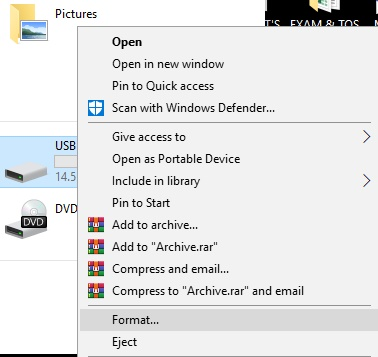 Pictures
T'S
EXAM & TOS
Open
Open in new window
Pin to Quick access
Scan with Windows Defender...
Give access to
USB
Open as Portable Device
14.5
Include in library
Pin to Start
DVD
DVD
Add to archive...
Add to "Archive.rar"
Compress and email...
Compress to "Archive.rar" and email
Format...
Eject